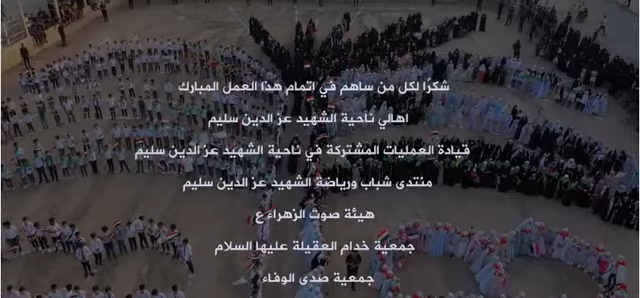 شكرًا لكل من ساهم في اتمام هذا العمل المبارك
اهالي ناحية الشهيد عز الدين سليم
قيادة العمليات المشتركة في ناحية الشهيد عز الدين سليم
منتدى شباب ورياضة الشهيد عز الدين سليم
هيئة صوت الزهراء ع
جمعية خدام العقيلة عليها السلام
جمعية صدى الوفاء